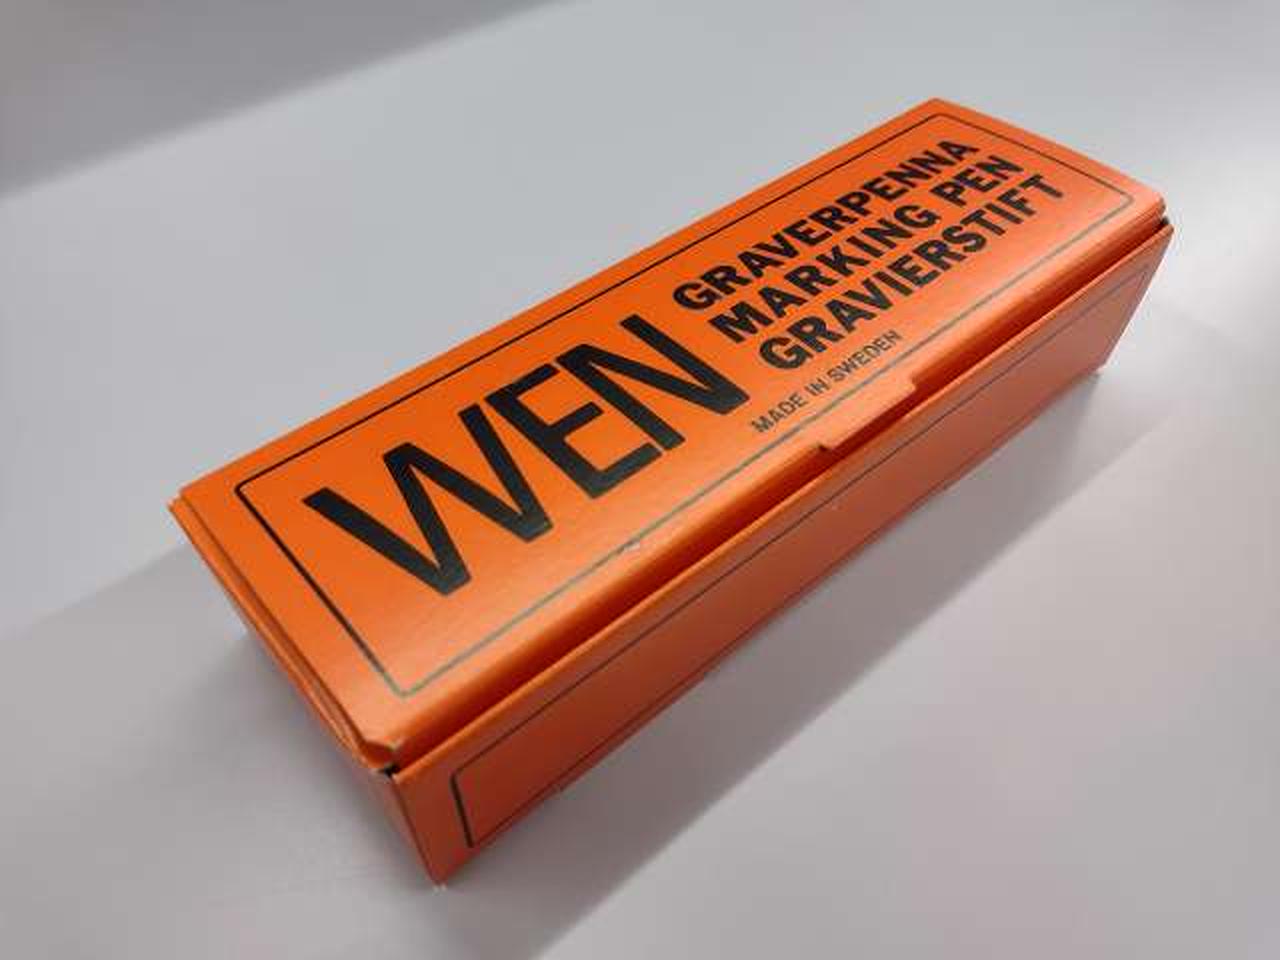 WEN
GRAVERPENNA
MARKING PEN
GRAVIERSTIFT
MADE IN SWEDEN